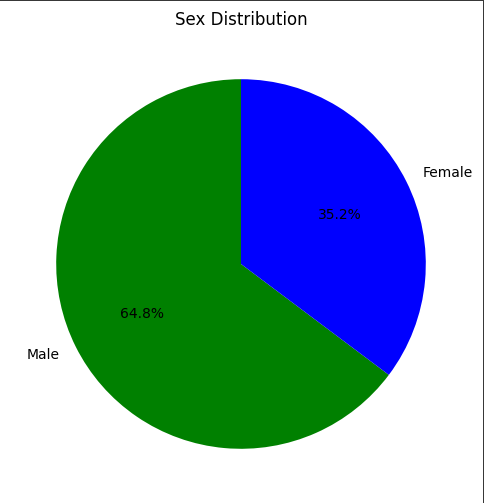 Sex Distribution
Female
35.2%
64.8%
Male